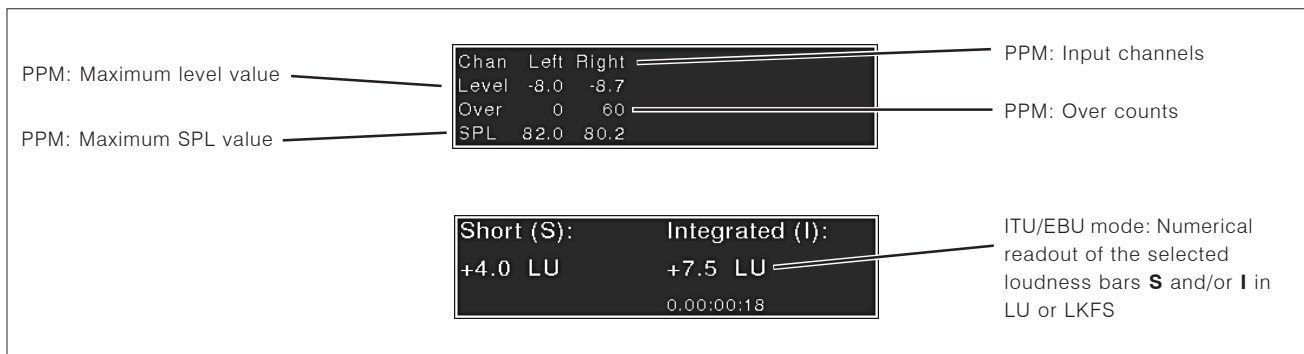 PPM: Maximum level value
PPM: Maximum SPL value
Chan Left Right
Level -8.0 -8.7
Over 0 60
SPL 82.0 80.2
PPM: Input channels
PPM: Over counts
Short (S): Integrated (I):
+4.0 LU +7.5 LU
0.00:00:18
ITU/EBU mode: Numerical
readout of the selected
loudness bars S and/or I in
LU or LKFS